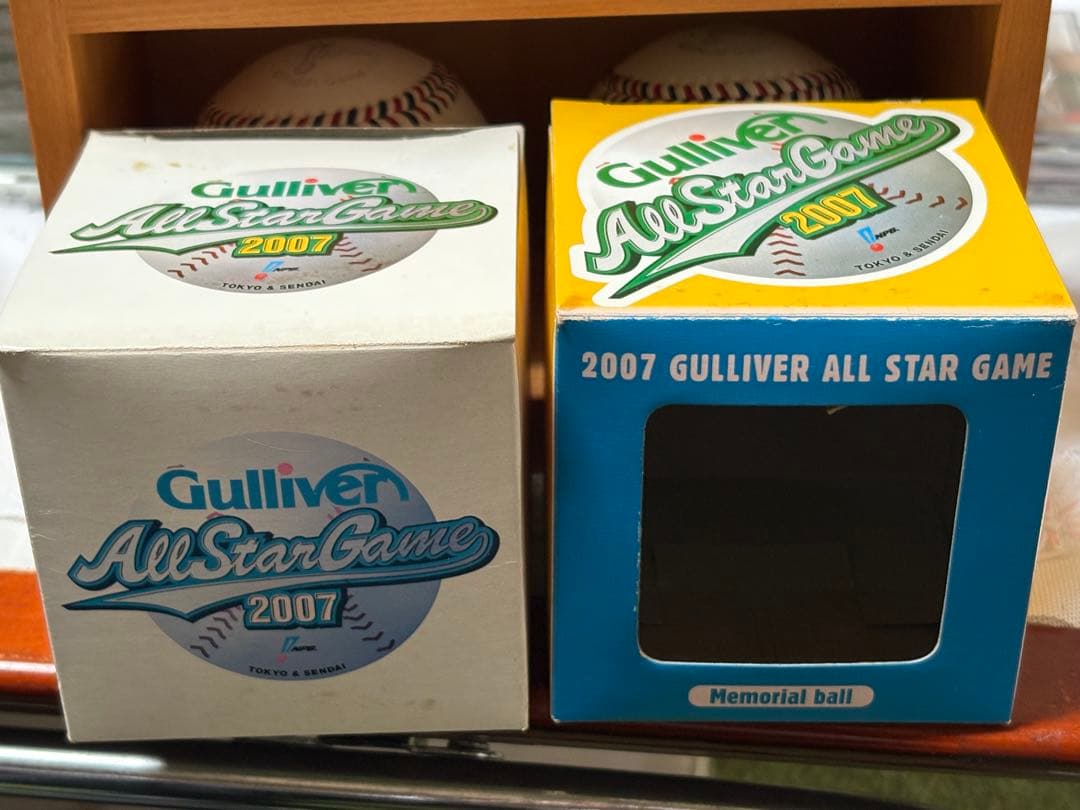 Gulliver
All Star Game
2007
NPB
TOKYO & SENDAI
Gulliver
All Star Game
2007
NPB
TOKYO & SENDAI
Gulliver
All Star Game
2007
NPB
TOKYO & SENDAI
2007 GULLIVER ALL STAR GAME
Memorial ball